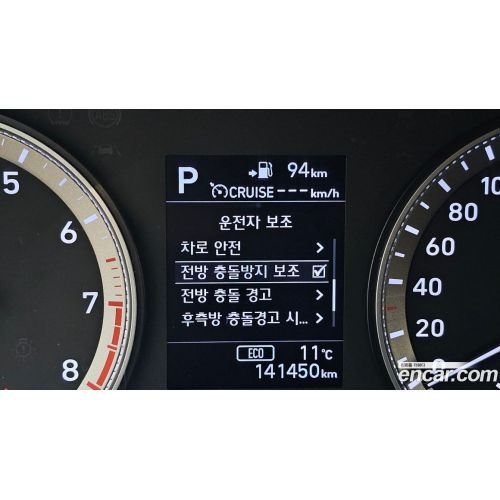 ABS
94km
P
CRUISE ---km/h
운전자 보조
차로 안전
전방 충돌방지 보조
전방 충돌 경고
후측방 충돌경고 시...
ECO 11℃
141450km
5
6
7
8
100
80
60
40
20
0
encar.com